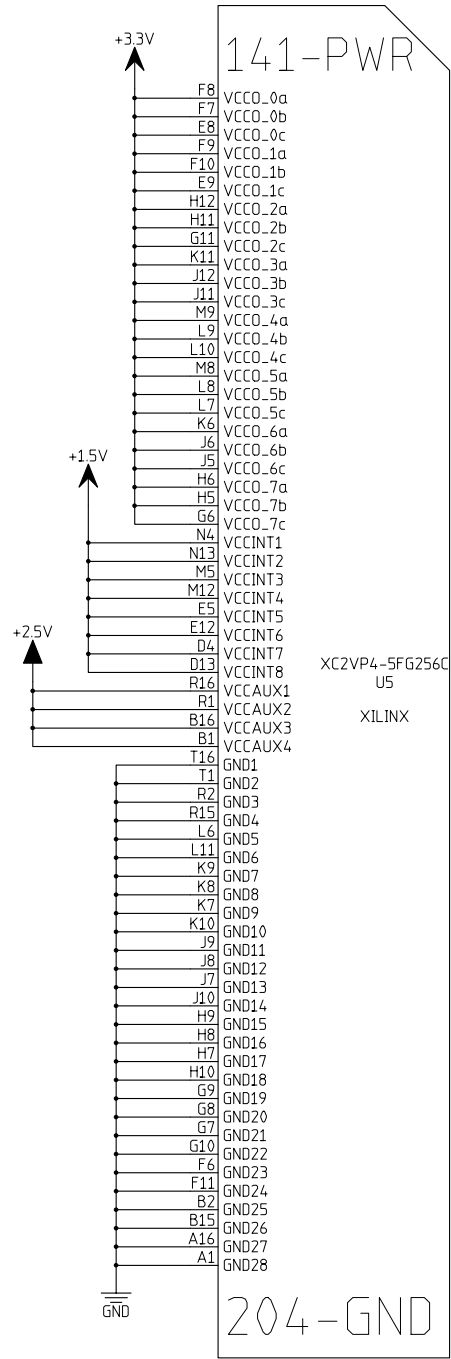 141-PWR
+3.3V
F8 VCCO_0a
F7 VCCO_0b
E8 VCCO_0c
F9 VCCO_1a
F10 VCCO_1b
E9 VCCO_1c
H12 VCCO_2a
H11 VCCO_2b
G11 VCCO_2c
K11 VCCO_3a
J12 VCCO_3b
J11 VCCO_3c
M9 VCCO_4a
L9 VCCO_4b
L10 VCCO_4c
M8 VCCO_5a
L8 VCCO_5b
L7 VCCO_5c
K6 VCCO_6a
J6 VCCO_6b
J5 VCCO_6c
H6 VCCO_7a
H5 VCCO_7b
G6 VCCO_7c
+1.5V
N4 VCCINT1
N13 VCCINT2
M5 VCCINT3
M12 VCCINT4
E5 VCCINT5
E12 VCCINT6
D4 VCCINT7
D13 VCCINT8
+2.5V
R16 VCCAUX1
R1 VCCAUX2
B16 VCCAUX3
B1 VCCAUX4
XC2VP4-5FG256C
U5
XILINX
T16 GND1
T1 GND2
R2 GND3
R15 GND4
L6 GND5
L11 GND6
K9 GND7
K8 GND8
K7 GND9
K10 GND10
J9 GND11
J8 GND12
J7 GND13
J10 GND14
H9 GND15
H8 GND16
H7 GND17
H10 GND18
G9 GND19
G8 GND20
G7 GND21
G10 GND22
F6 GND23
F11 GND24
B2 GND25
B15 GND26
A16 GND27
A1 GND28
GND
204-GND